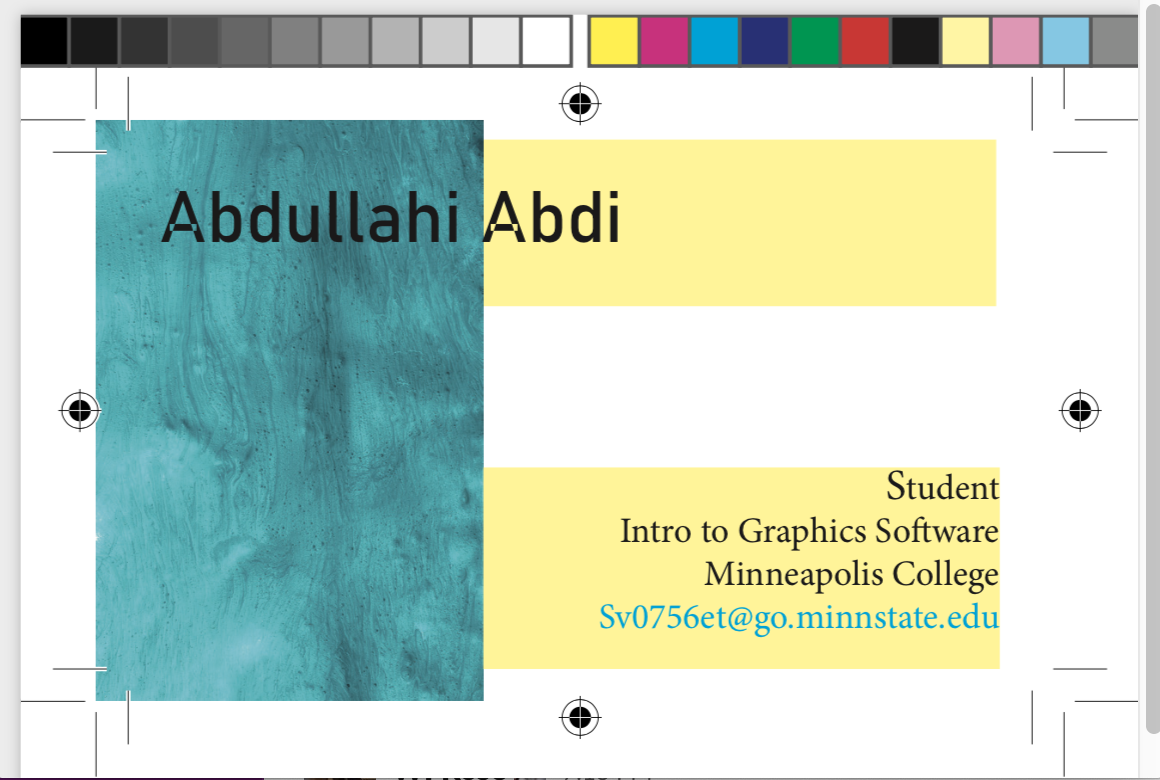 Abdullahi Abdi
Student
Intro to Graphics Software
Minneapolis College
Sv0756et@go.minnstate.edu